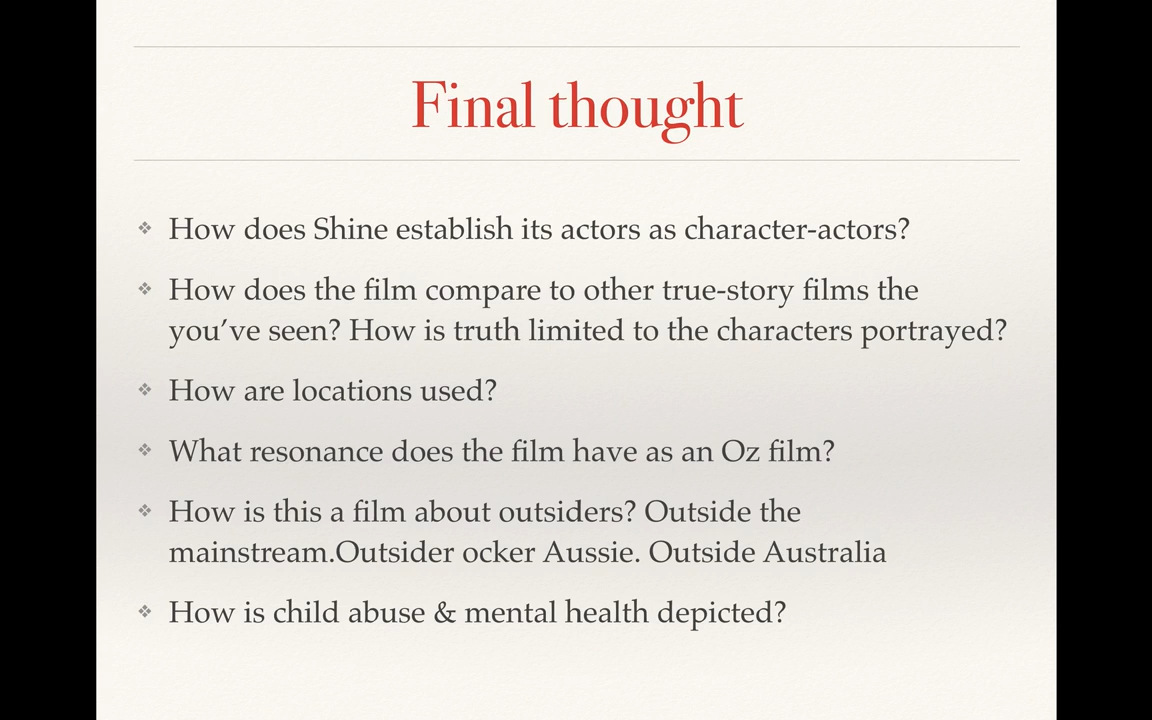 Final thought
❖ How does Shine establish its actors as character-actors?
❖ How does the film compare to other true-story films the
you’ve seen? How is truth limited to the characters portrayed?
❖ How are locations used?
❖ What resonance does the film have as an Oz film?
❖ How is this a film about outsiders? Outside the
mainstream.Outsider ocker Aussie. Outside Australia
❖ How is child abuse & mental health depicted?